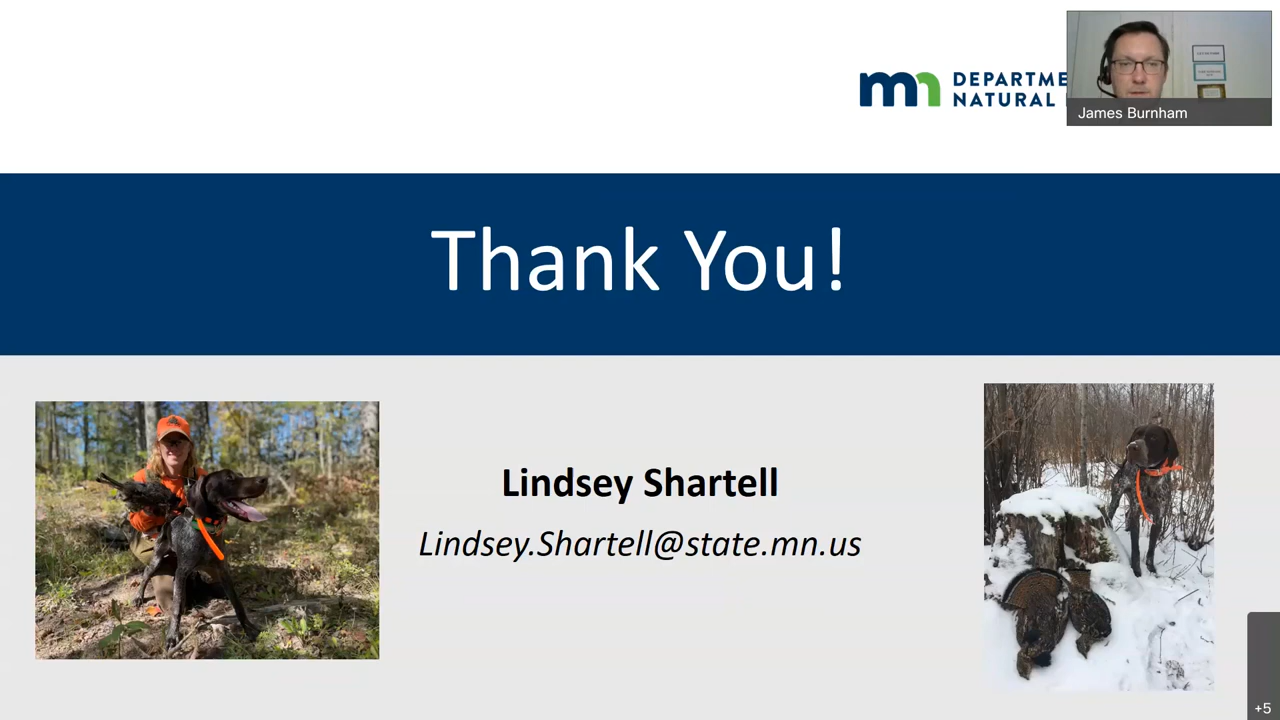 DEPARTME
NATURAL
James Burnham
Thank You!
Lindsey Shartell
Lindsey.Shartell@state.mn.us
+5